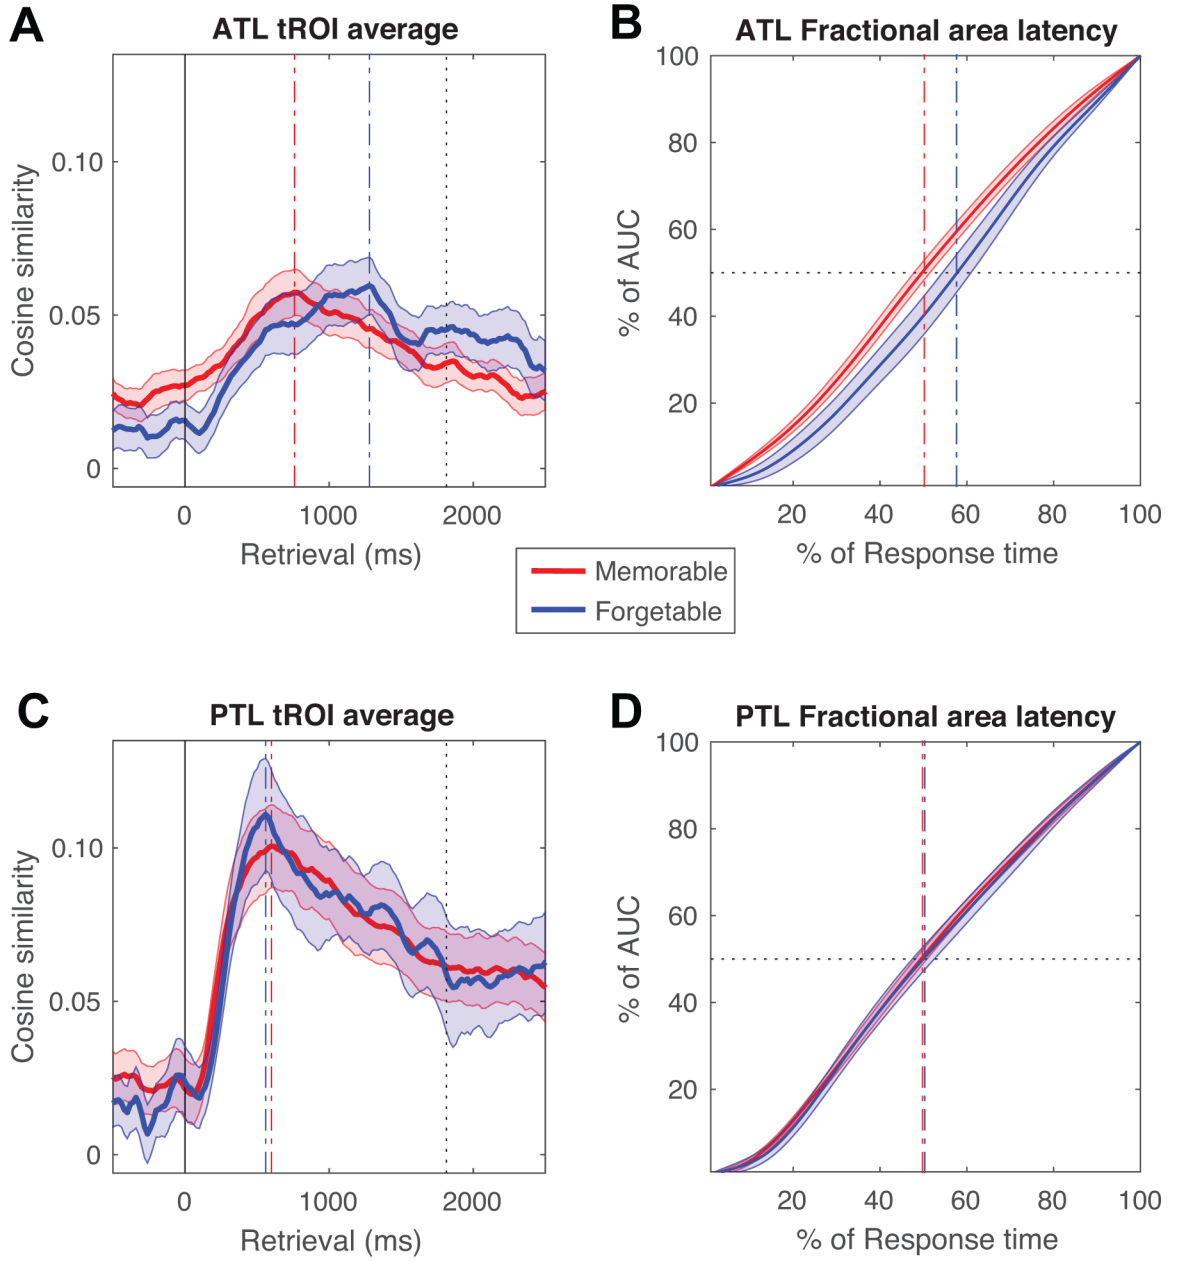 A
ATL tROI average
Cosine similarity
0.10
0.05
0
0
1000
2000
Retrieval (ms)
B
ATL Fractional area latency
% of AUC
100
80
60
40
20
20
40
60
80
100
% of Response time
Memorable
Forgetable
C
PTL tROI average
Cosine similarity
0.10
0.05
0
0
1000
2000
Retrieval (ms)
D
PTL Fractional area latency
% of AUC
100
80
60
40
20
20
40
60
80
100
% of Response time